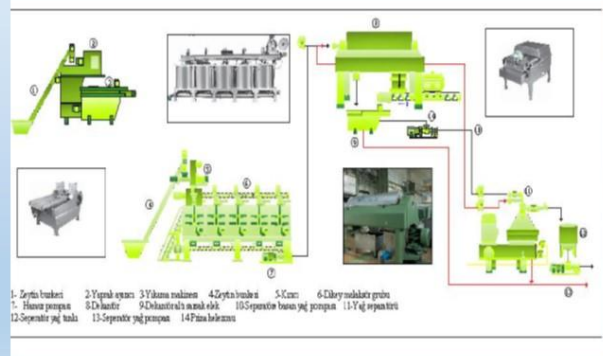 1- Zeytin bunkeri 2-Yaprak ayırıcı 3-Yıkama makinesi 4-Zeytin bunkeri 5-Kırıcı 6-Dikey malaksör grubu
7- Hamur pompası 8-Dekantör 9-Dekantör altı sarsak elek 10-Seperatöre basan yağ pompası 11-Yağ separatörü
12-Seperatör yağ tankı 13-Seperatör yağ pompası 14-Prina helezonu